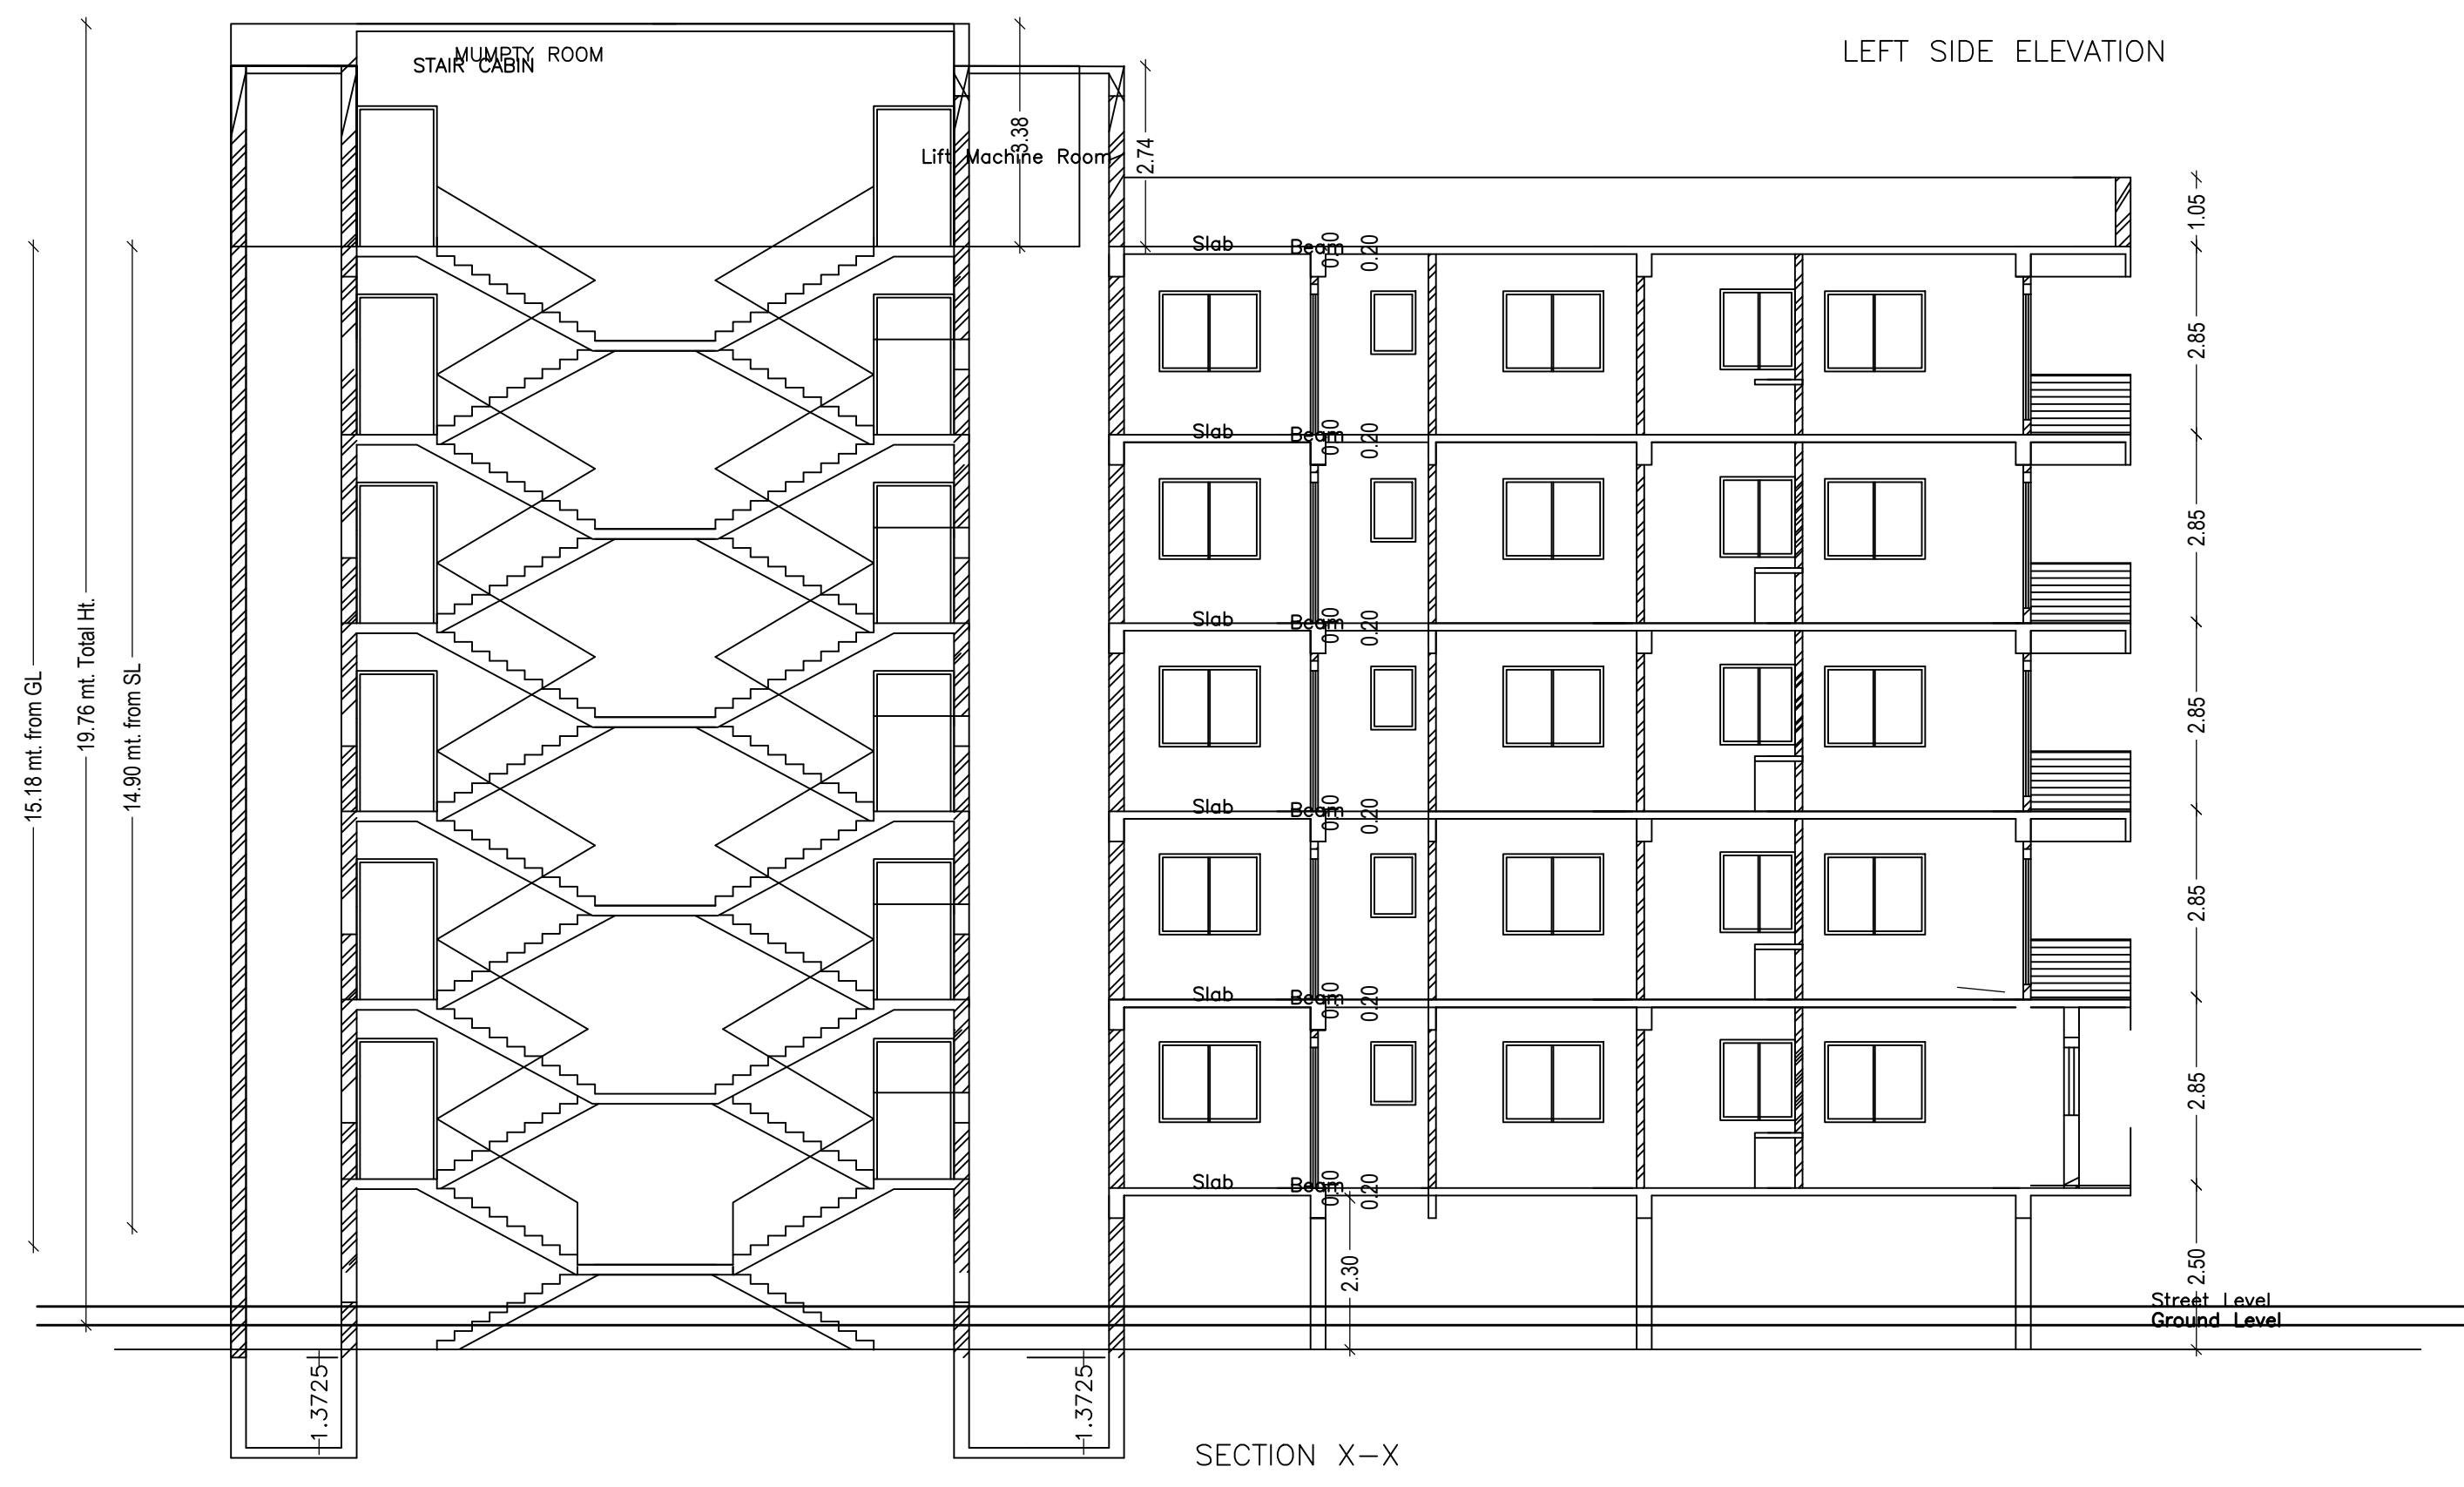 LEFT SIDE ELEVATION
MUMPTY ROOM
STAIR CABIN
3.38
Lift Machine Room
2.74
1.05
Slab Beam 0.20
2.85
Slab Beam 0.20
2.85
Slab Beam 0.20
15.18 mt. from GL
19.76 mt. Total Ht.
14.90 mt. from SL
2.85
Slab Beam 0.20
2.85
Slab Beam 0.20
2.85
Slab Beam 0.20
2.30
2.50
Street Level
Ground Level
1.3725
1.3725
SECTION X-X